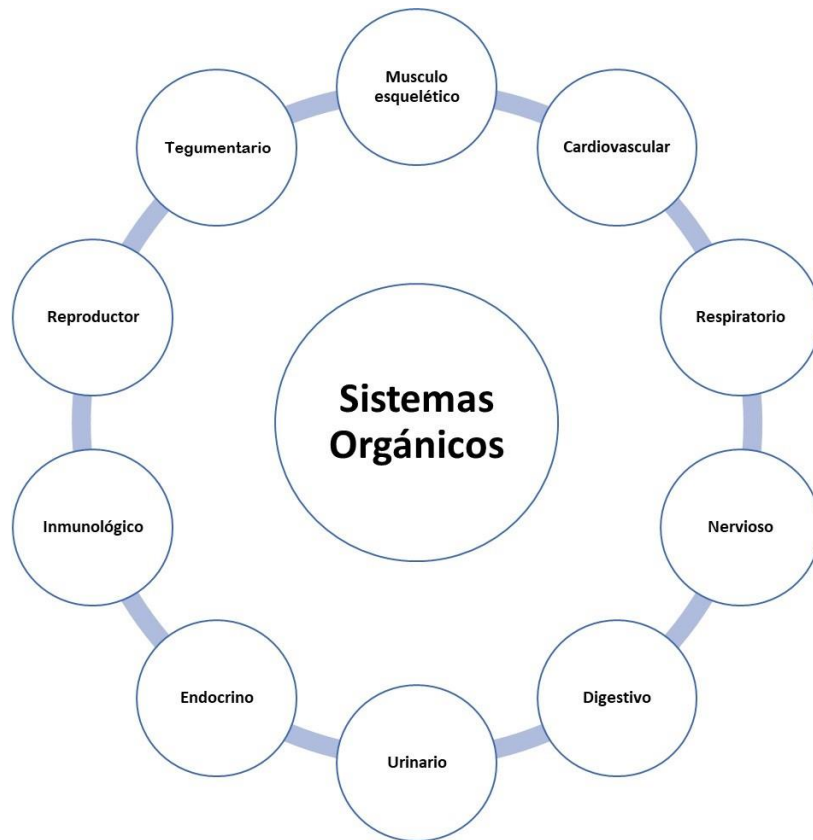 Musculo
esquelético
Cardiovascular
Respiratorio
Nervioso
Digestivo
Urinario
Endocrino
Inmunológico
Reproductor
Tegumentario
Sistemas
Orgánicos